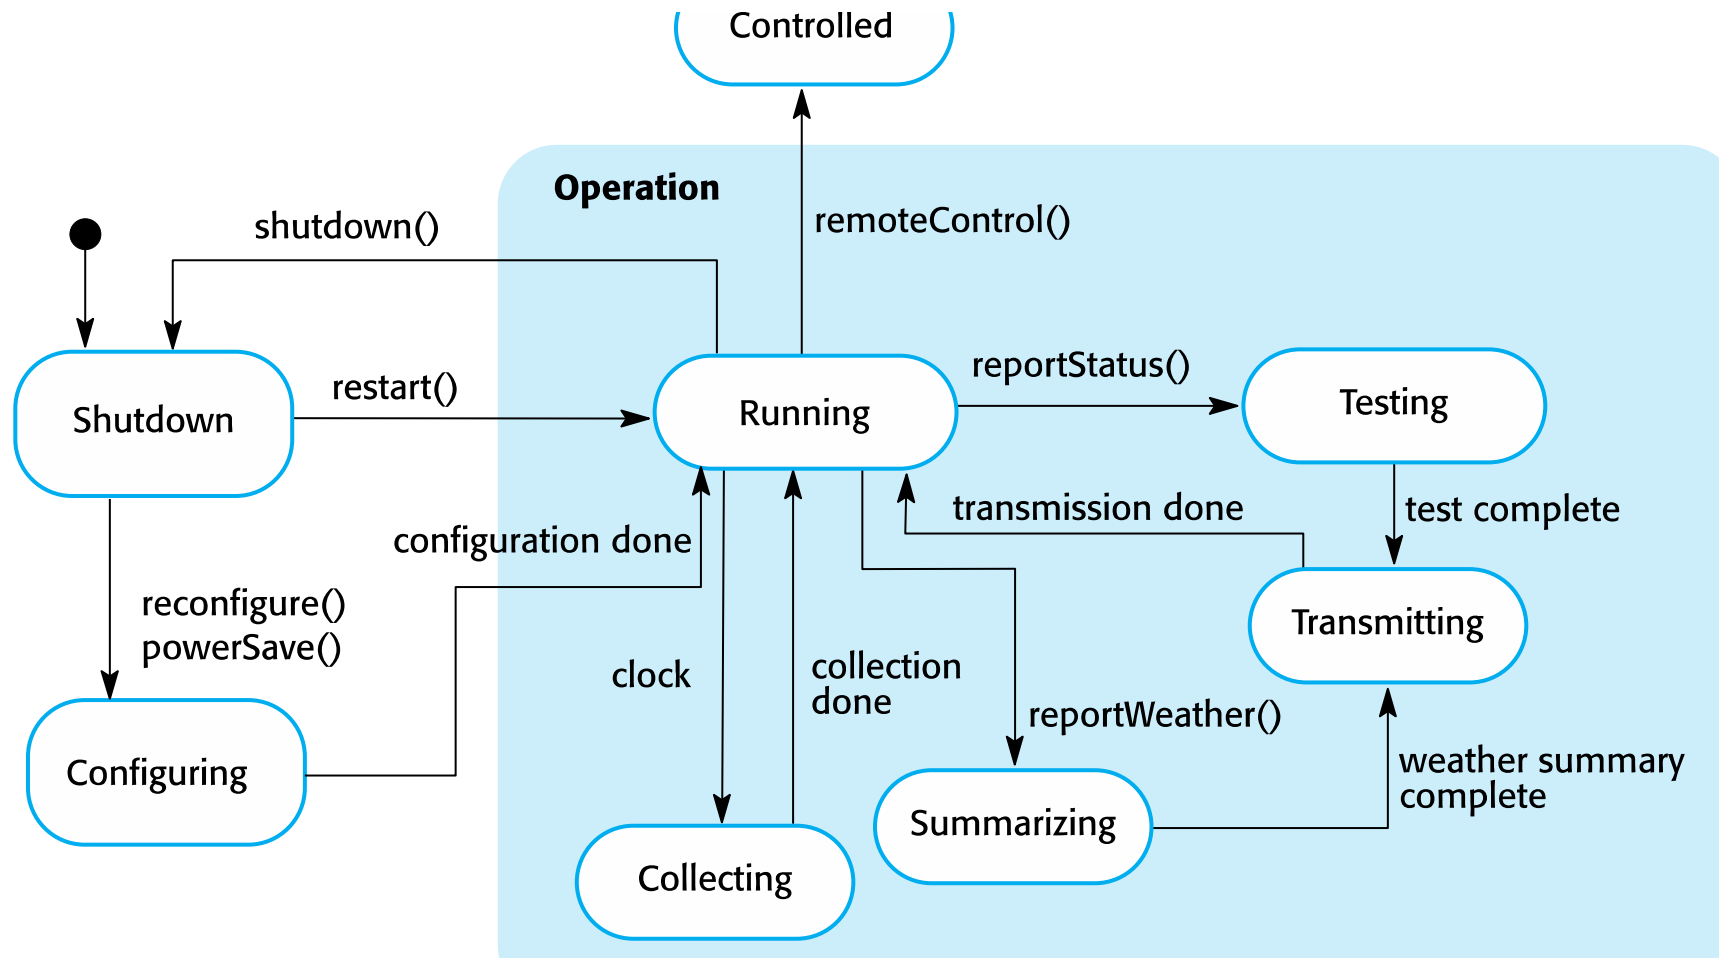 Controlled
Operation
shutdown()
remoteControl()
restart()
reportStatus()
Shutdown
Running
Testing
configuration done
transmission done
test complete
reconfigure()
powerSave()
clock
collection
done
Transmitting
reportWeather()
Configuring
weather summary
complete
Summarizing
Collecting